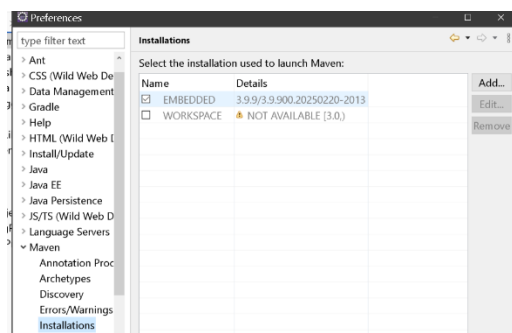 Preferences
type filter text
Installations
Ant
CSS (Wild Web De
Data Management
Gradle
Help
HTML (Wild Web D
Install/Update
Java
Java EE
Java Persistence
JS/TS (Wild Web D
Language Servers
Maven
Annotation Proc
Archetypes
Discovery
Errors/Warnings
Installations
Select the installation used to launch Maven:
Name Details
EMBEDDED 3.9.9/3.9.900.20250220-2013
WORKSPACE NOT AVAILABLE [3.0,)
Add...
Edit...
Remove